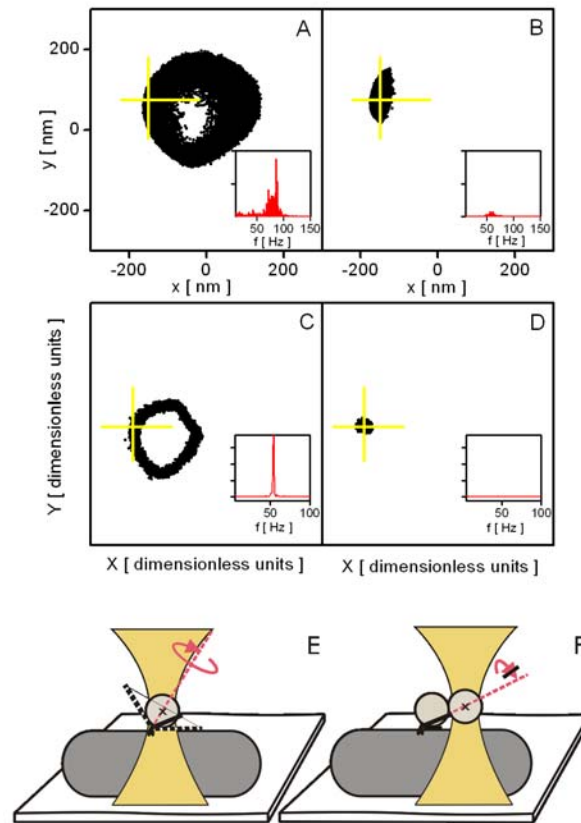 A
B
y [ nm ]
200
0
-200
50 100 150
f [ Hz ]
50 100 150
f [ Hz ]
-200 0 200
-200 0 200
x [ nm ]
x [ nm ]
C
D
Y [ dimensionless units ]
50 100
f [ Hz ]
50 100
f [ Hz ]
X [ dimensionless units ]
X [ dimensionless units ]
E
F